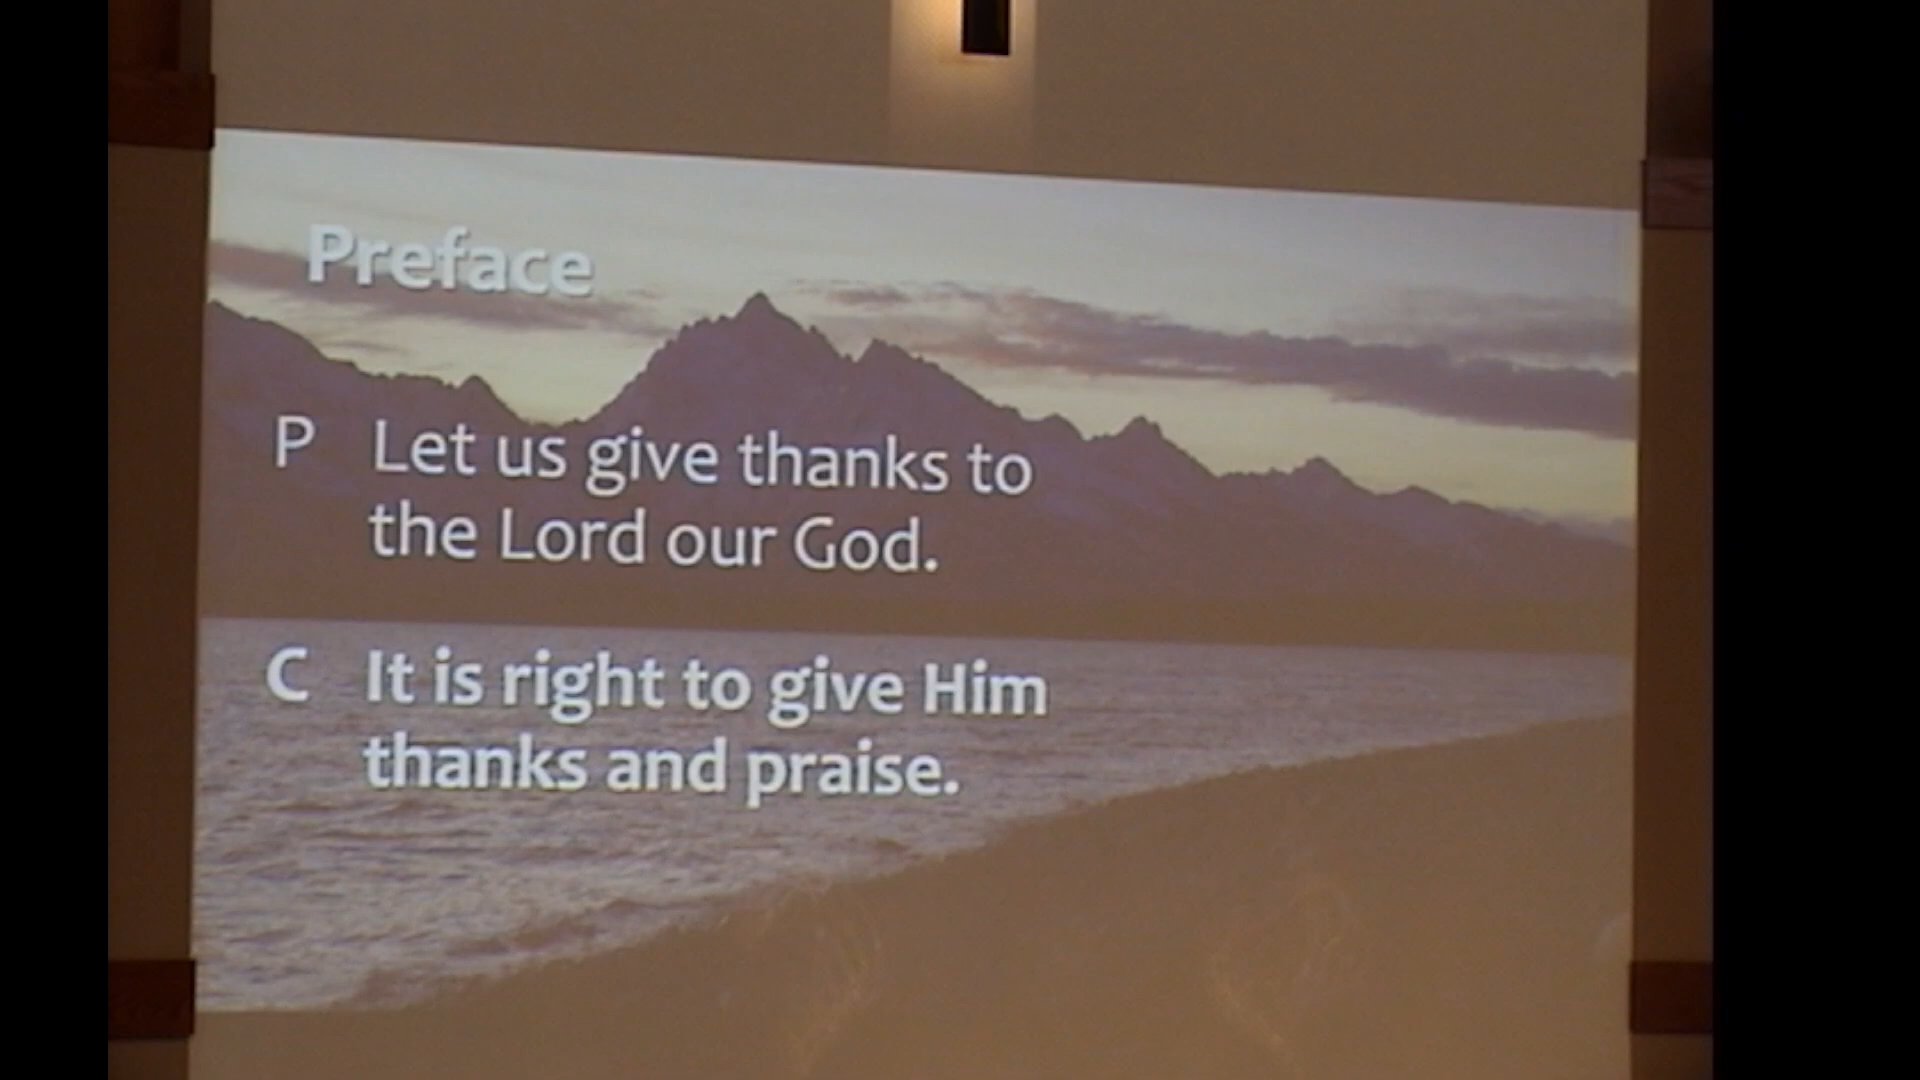 Preface
P Let us give thanks to
the Lord our God.
C It is right to give Him
thanks and praise.